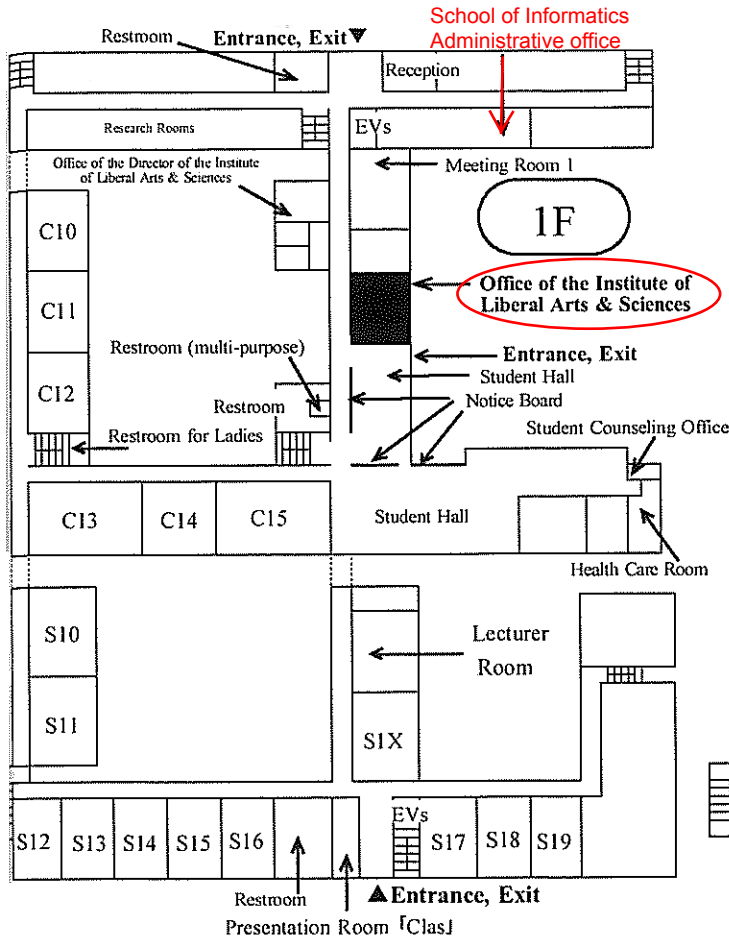 School of Informatics
Administrative office
Restroom
Entrance, Exit▼
Reception
Research Rooms
EVs
Office of the Director of the Institute
of Liberal Arts & Sciences
Meeting Room 1
1F
C10
Office of the Institute of
Liberal Arts & Sciences
C11
Restroom (multi-purpose)
Entrance, Exit
Student Hall
C12
Restroom
Notice Board
Restroom for Ladies
Student Counseling Office
C13
C14
C15
Student Hall
Health Care Room
S10
Lecturer
Room
S11
S1X
EVs
S12
S13
S14
S15
S16
S17
S18
S19
Restroom
▲Entrance, Exit
Presentation Room「Clas」